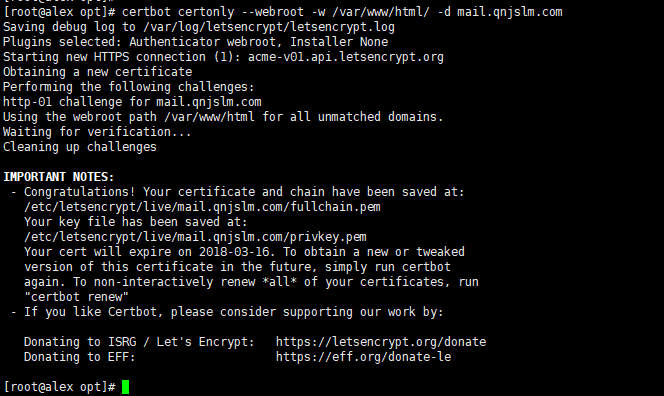 [root@alex opt]# certbot certonly --webroot -w /var/www/html/ -d mail.qnjslm.com
Saving debug log to /var/log/letsencrypt/letsencrypt.log
Plugins selected: Authenticator webroot, Installer None
Starting new HTTPS connection (1): acme-v01.api.letsencrypt.org
Obtaining a new certificate
Performing the following challenges:
http-01 challenge for mail.qnjslm.com
Using the webroot path /var/www/html for all unmatched domains.
Waiting for verification...
Cleaning up challenges

IMPORTANT NOTES:
 - Congratulations! Your certificate and chain have been saved at:
   /etc/letsencrypt/live/mail.qnjslm.com/fullchain.pem
   Your key file has been saved at:
   /etc/letsencrypt/live/mail.qnjslm.com/privkey.pem
   Your cert will expire on 2018-03-16. To obtain a new or tweaked
   version of this certificate in the future, simply run certbot
   again. To non-interactively renew *all* of your certificates, run
   "certbot renew"
 - If you like Certbot, please consider supporting our work by:

   Donating to ISRG / Let's Encrypt:   https://letsencrypt.org/donate
   Donating to EFF:                    https://eff.org/donate-le

[root@alex opt]#